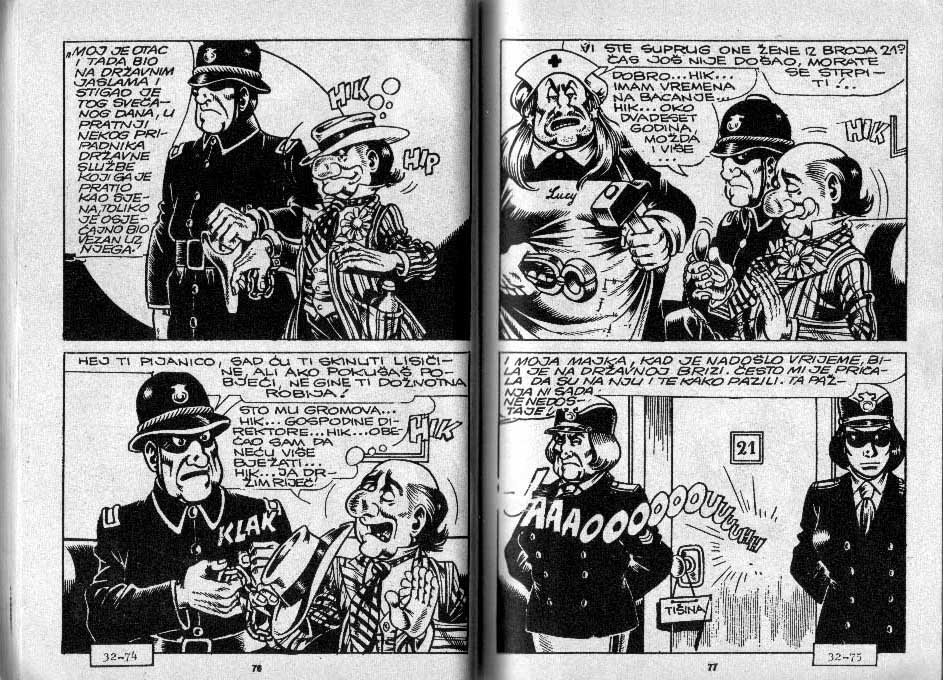 „MOJ JE OTAC
I TADA BIO
NA DRŽAVNIM
JASLAMA I
STIGAO JE
TOG SVEČA-
NOG DANA, U
PRATNJI
NEKOG PRI-
PADNIKA
DRŽAVNE
SLUŽBE
KOJI GA JE
PRATIO
KAO SJE-
NA, TOLIKO
JE OSJE-
ĆAJNO BIO
VEZAN UZ
NJEGA!
HIK
HIP
HEJ TI PIJANICO, SAD ĆU TI SKINUTI LISIČI-
NE, ALI AKO POKUŠAŠ PO-
BJEĆI, NE GINE TI DOŽIVOTNA
ROBIJA!
STO MU GROMOVA...
HIK... GOSPODINE DI-
REKTORE...HIK...OBE-
ĆAO SAM DA
NEĆU VIŠE
BJEŽATI...
HIK...JA DR-
ŽIM RIJEČ!
HIK
KLAK
32-74
76
VI STE SUPRUG ONE ŽENE IZ BROJA 21?
ČAS JOŠ NIJE DOŠAO, MORATE
SE STRPI-
TI!..
DOBRO...HIK...
IMAM VREMENA
NA BACANJE...
HIK... OKO
DVADESET
GODINA,
MOŽDA
I VIŠE
...
HIK
Lucy
I MOJA MAJKA, KAD JE NADOŠLO VRIJEME, BI-
LA JE NA DRŽAVNOJ BRIZI. ČESTO MI JE PRIČA-
LA DA SU NA NJU I TE KAKO PAZILI. TA PAŽ-
NJA NI SADA
NE NEDOS-
TAJE!
21
UAAAOOOOOOOUUUUHH
TIŠINA
32-75
77